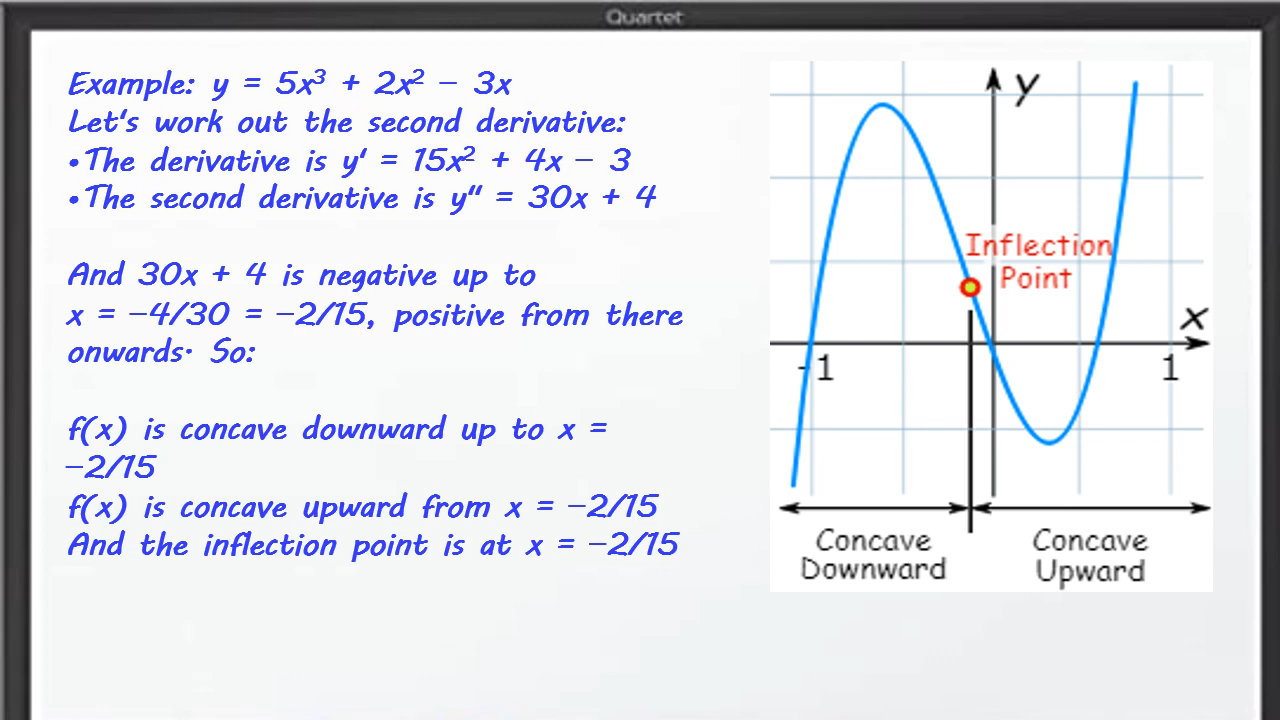 Quartet
Example: y = 5x³ + 2x² − 3x
Let's work out the second derivative:
•The derivative is y' = 15x² + 4x − 3
•The second derivative is y" = 30x + 4
And 30x + 4 is negative up to
x = −4/30 = −2/15, positive from there
onwards. So:
f(x) is concave downward up to x =
−2/15
f(x) is concave upward from x = −2/15
And the inflection point is at x = −2/15
y
Inflection
Point
x
-1
1
Concave
Downward
Concave
Upward